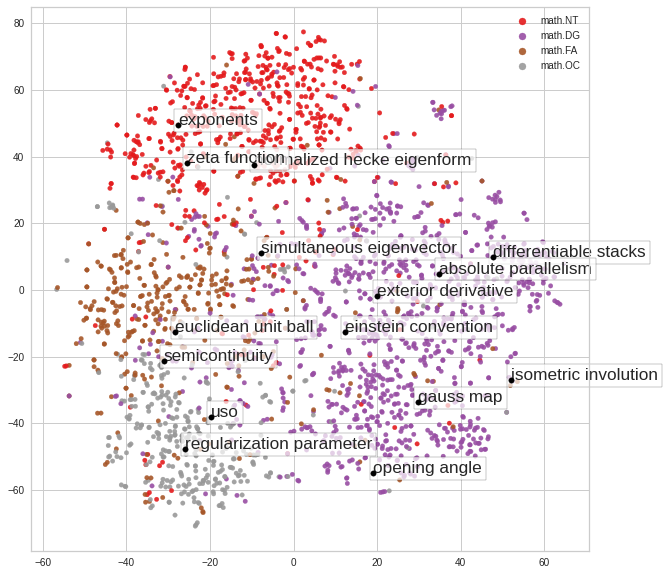 80
60
40
20
0
−20
−40
−60
−60
−40
−20
0
20
40
60
math.NT
math.DG
math.FA
math.OC
exponents
zeta function
nalized hecke eigenform
simultaneous eigenvector
differentiable stacks
absolute parallelism
exterior derivative
euclidean unit ball
einstein convention
semicontinuity
isometric involution
gauss map
uso
regularization parameter
opening angle